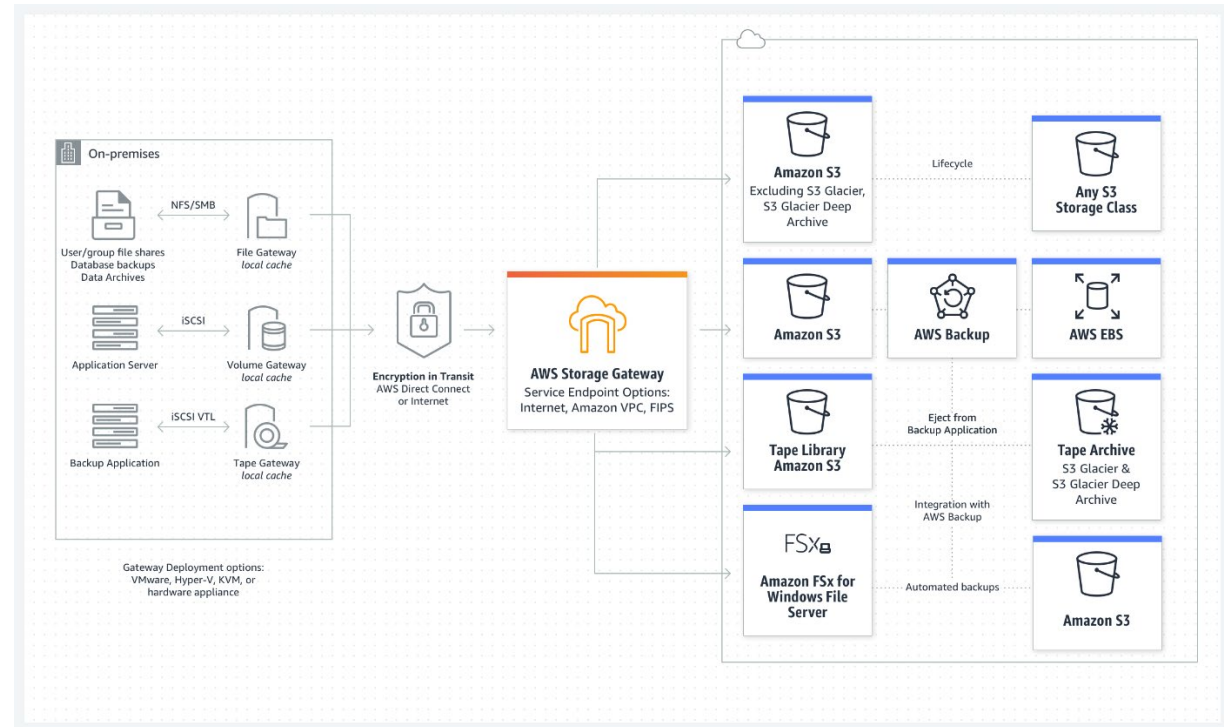 On-premises
NFS/SMB
User/group file shares
Database backups
Data Archives
File Gateway
local cache
iSCSI
Application Server
Volume Gateway
local cache
iSCSI VTL
Backup Application
Tape Gateway
local cache
Gateway Deployment options:
VMware, Hyper-V, KVM, or
hardware appliance
Encryption in Transit
AWS Direct Connect
or Internet
AWS Storage Gateway
Service Endpoint Options:
Internet, Amazon VPC, FIPS
Amazon S3
Excluding S3 Glacier,
S3 Glacier Deep
Archive
Lifecycle
Any S3
Storage Class
Amazon S3
AWS Backup
AWS EBS
Tape Library
Amazon S3
Eject from
Backup Application
Tape Archive
S3 Glacier &
S3 Glacier Deep
Archive
Integration with
AWS Backup
FSx
Amazon FSx for
Windows File
Server
Automated backups
Amazon S3